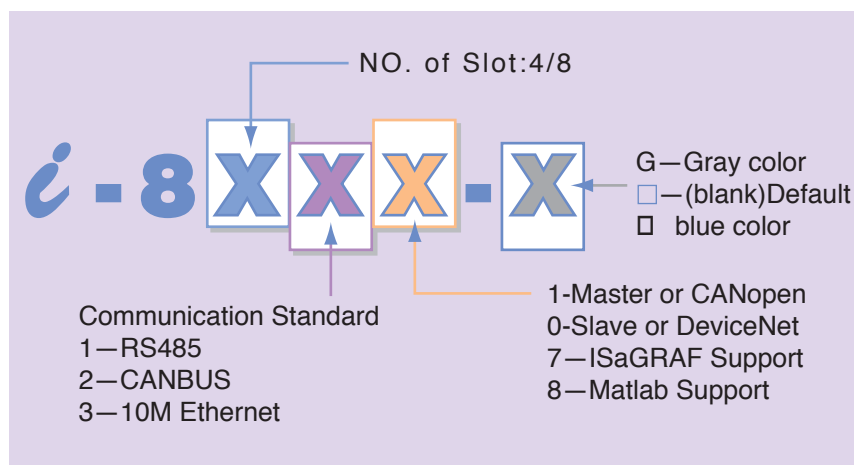 NO. of Slot:4/8
i-8XXX-X
G—Gray color
□—(blank)Default
□ blue color
Communication Standard
1—RS485
2—CANBUS
3—10M Ethernet
1-Master or CANopen
0-Slave or DeviceNet
7—ISaGRAF Support
8—Matlab Support